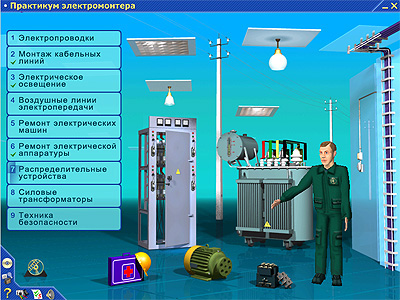 Практикум электромонтера
1 Электропроводки
2 Монтаж кабельных
линий
3 Электрическое
освещение
4 Воздушные линии
электропередачи
5 Ремонт электрических
машин
6 Ремонт электрической
аппаратуры
7 Распределительные
устройства
8 Силовые
трансформаторы
9 Техника
безопасности